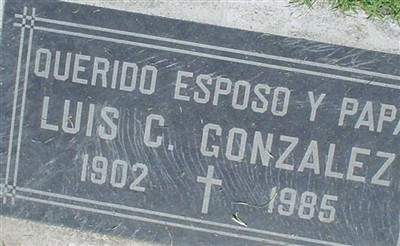 QUERIDO ESPOSO Y PAPA
LUIS C. GONZALEZ
1902 1985